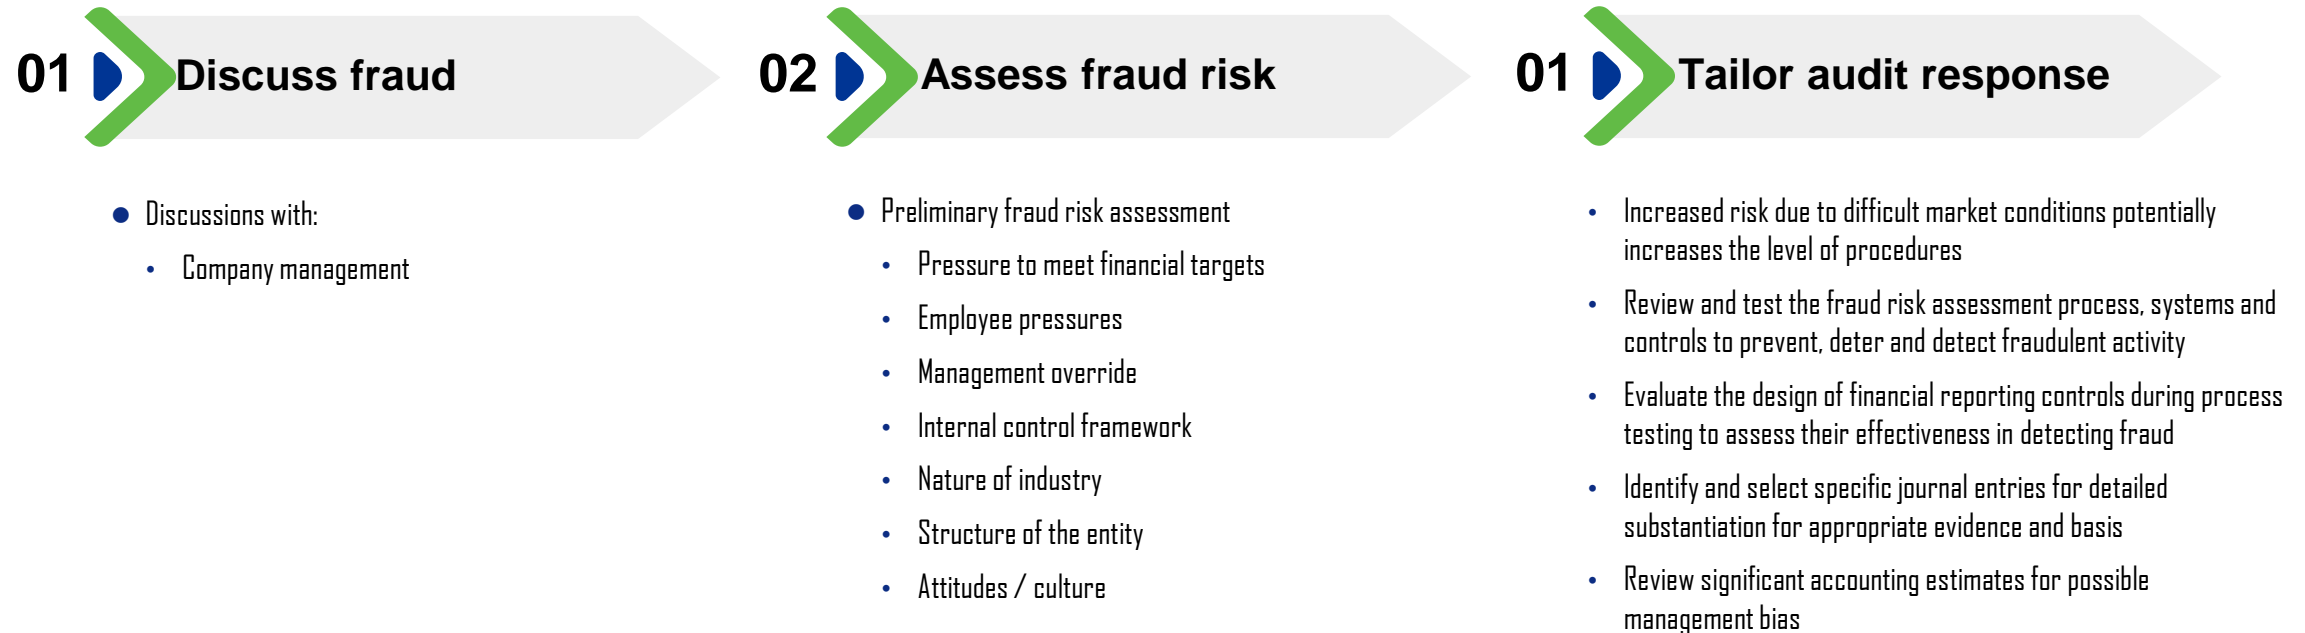 01 Discuss fraud
Discussions with:
Company management
02 Assess fraud risk
Preliminary fraud risk assessment
Pressure to meet financial targets
Employee pressures
Management override
Internal control framework
Nature of industry
Structure of the entity
Attitudes / culture
01 Tailor audit response
Increased risk due to difficult market conditions potentially
increases the level of procedures
Review and test the fraud risk assessment process, systems and
controls to prevent, deter and detect fraudulent activity
Evaluate the design of financial reporting controls during process
testing to assess their effectiveness in detecting fraud
Identify and select specific journal entries for detailed
substantiation for appropriate evidence and basis
Review significant accounting estimates for possible
management bias